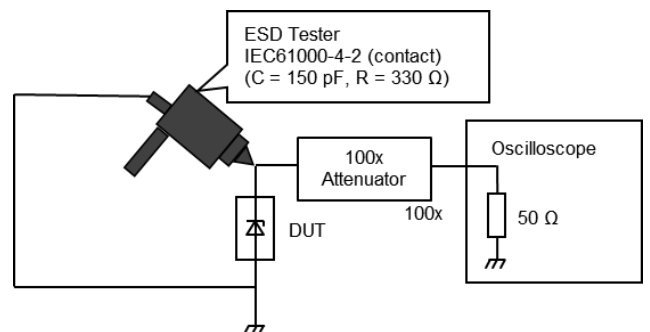 ESD Tester
IEC61000-4-2 (contact)
(C = 150 pF, R = 330 Ω)
100x
Attenuator
100x
Oscilloscope
50 Ω
DUT